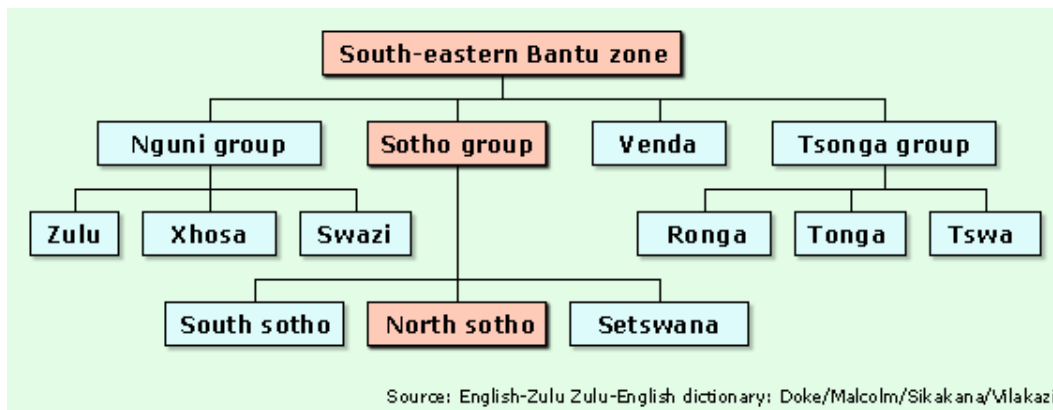 South-eastern Bantu zone
Nguni group
Sotho group
Venda
Tsonga group
Zulu
Xhosa
Swazi
Ronga
Tonga
Tswa
South sotho
North sotho
Setswana
Source: English-Zulu Zulu-English dictionary: Doke/Malcolm/Sikakana/Vilakazi